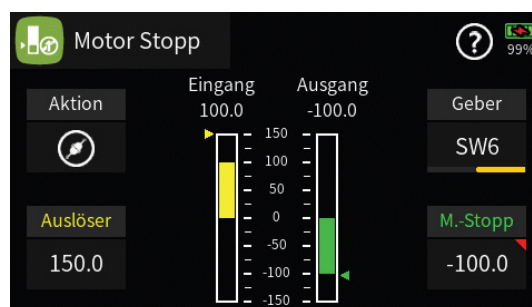 Motor Stopp
?
99%
Eingang Ausgang
100.0 -100.0
Aktion
Geber
SW6
150
100
50
0
-50
-100
-150
Auslöser
150.0
M.-Stopp
-100.0